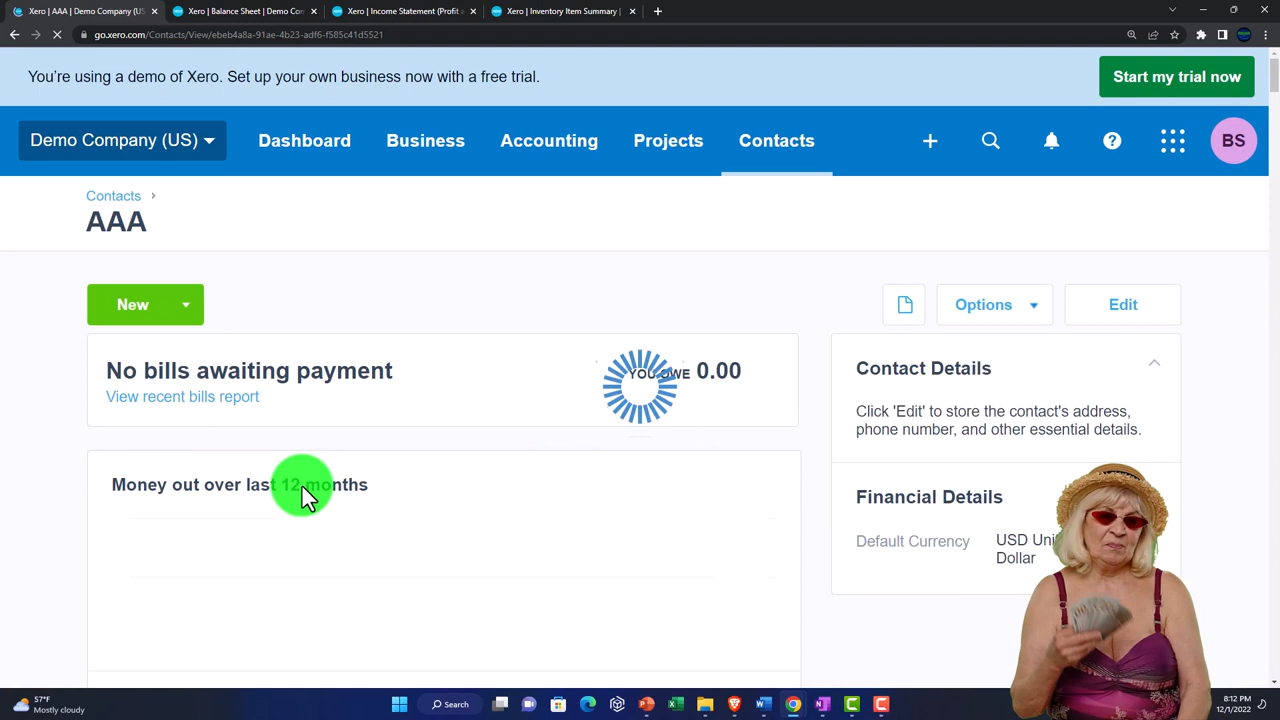 Xero | AAA | Demo Company (US)
Xero | Balance Sheet | Demo Con
Xero | Income Statement (Profit a
Xero | Inventory Item Summary |
go.xero.com/Contacts/View/ebeb4a8a-91ae-4b23-adf6-f585c41d5521
You're using a demo of Xero. Set up your own business now with a free trial.
Start my trial now
Demo Company (US)
Dashboard
Business
Accounting
Projects
Contacts
BS
Contacts
AAA
New
Options
Edit
No bills awaiting payment
YOU OWE 0.00
View recent bills report
Contact Details
Click 'Edit' to store the contact's address,
phone number, and other essential details.
Money out over last 12 months
Financial Details
Default Currency
USD Uni
Dollar
57°F
Mostly cloudy
Search
8:12 PM
12/1/2022